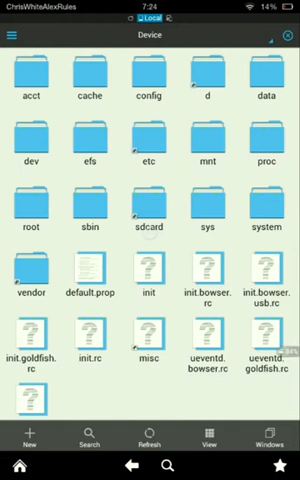 ChrisWhiteAlexRules 7:24 14%
Local
Device
acct cache config d data
dev efs etc mnt proc
root sbin sdcard sys system
vendor default.prop init init.bowser.rc init.bowser.usb.rc
84%
init.goldfish.rc init.rc misc ueventd.bowser.rc ueventd.goldfish.rc
New Search Refresh View Windows